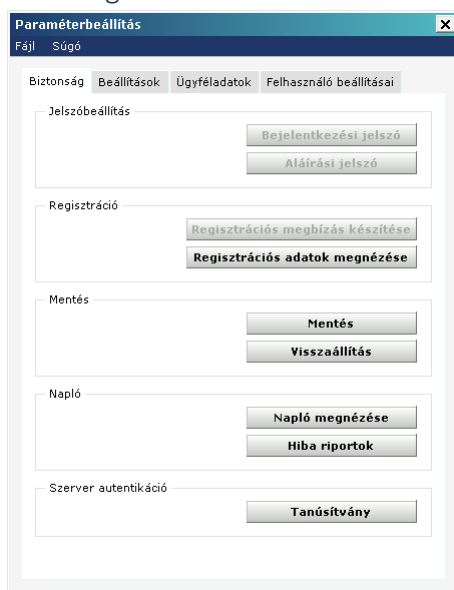 Paraméterbeállítás
Fájl Súgó
Biztonság Beállítások Ügyféladatok Felhasználó beállításai
Jelszóbeállítás
Bejelentkezési jelszó
Aláírási jelszó
Regisztráció
Regisztrációs megbízás készítése
Regisztrációs adatok megnézése
Mentés
Mentés
Visszaállítás
Napló
Napló megnézése
Hiba riportok
Szerver autentikáció
Tanúsítvány